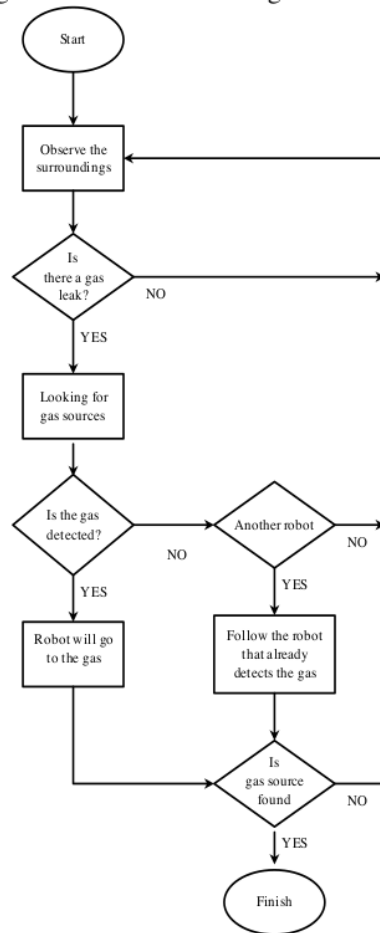 Start
Observe the
surroundings
Is
there a gas
leak?
NO
YES
Looking for
gas sources
Is the gas
detected?
NO
Another robot
NO
YES
YES
Robot will go
to the gas
Follow the robot
that already
detects the gas
Is
gas source
found
NO
YES
Finish